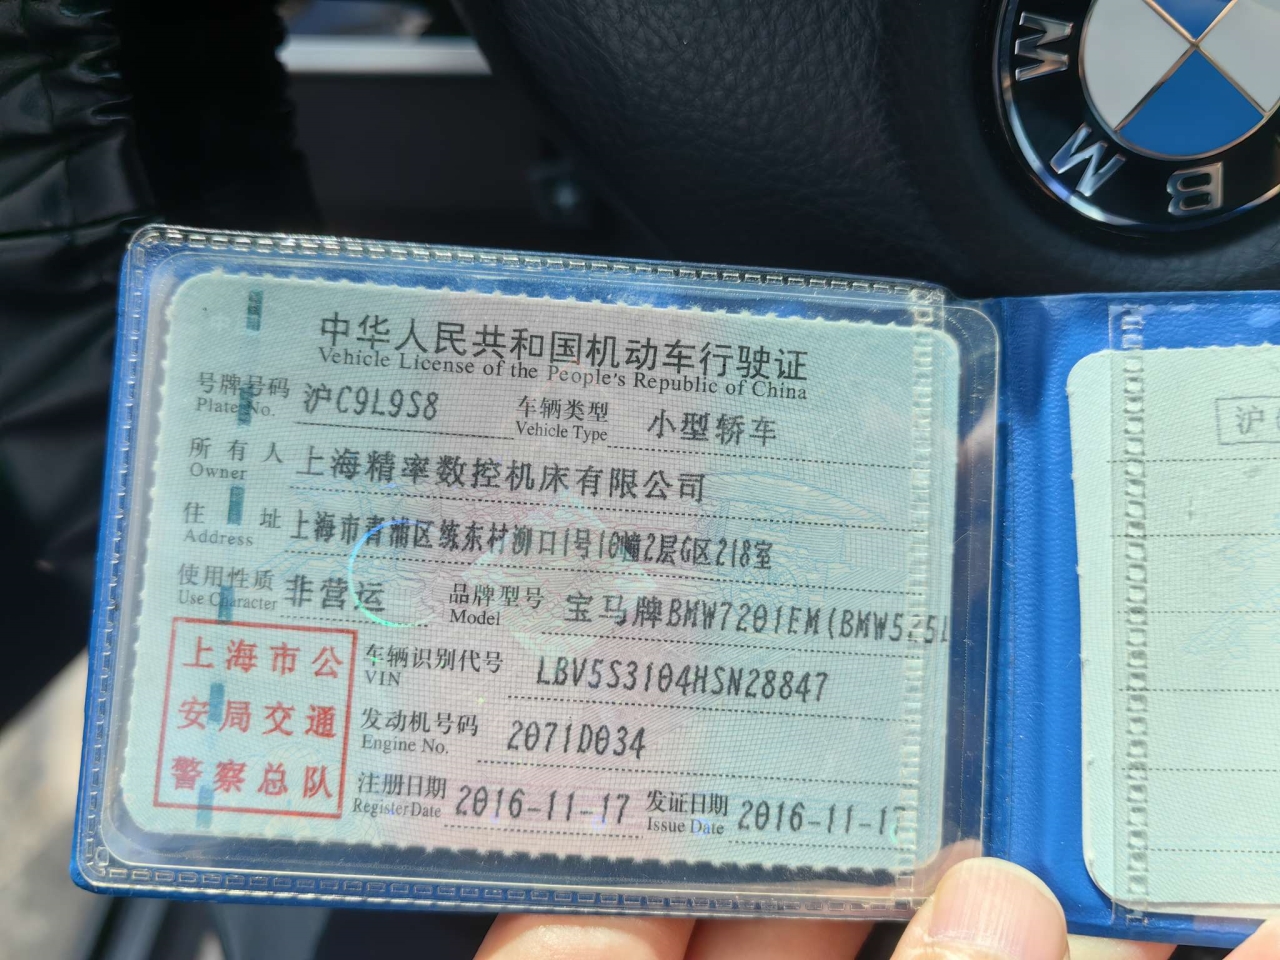 BMW
中华人民共和国机动车行驶证
Vehicle License of the People's Republic of China
号牌号码 沪C9L9S8 车辆类型 小型轿车
Plate No. Vehicle Type
所有人 上海精率数控机床有限公司
Owner
住址 上海市青浦区练东村泖口1号10幢2层G区218室
Address
使用性质 非营运 品牌型号 宝马牌BMW7201EM(BMW525L
Use Character Model
上海市公
安局交通
警察总队
车辆识别代号 LBV5S3104HSN28847
VIN
发动机号码 2071D034
Engine No.
注册日期 2016-11-17 发证日期 2016-11-17
Register Date Issue Date
沪